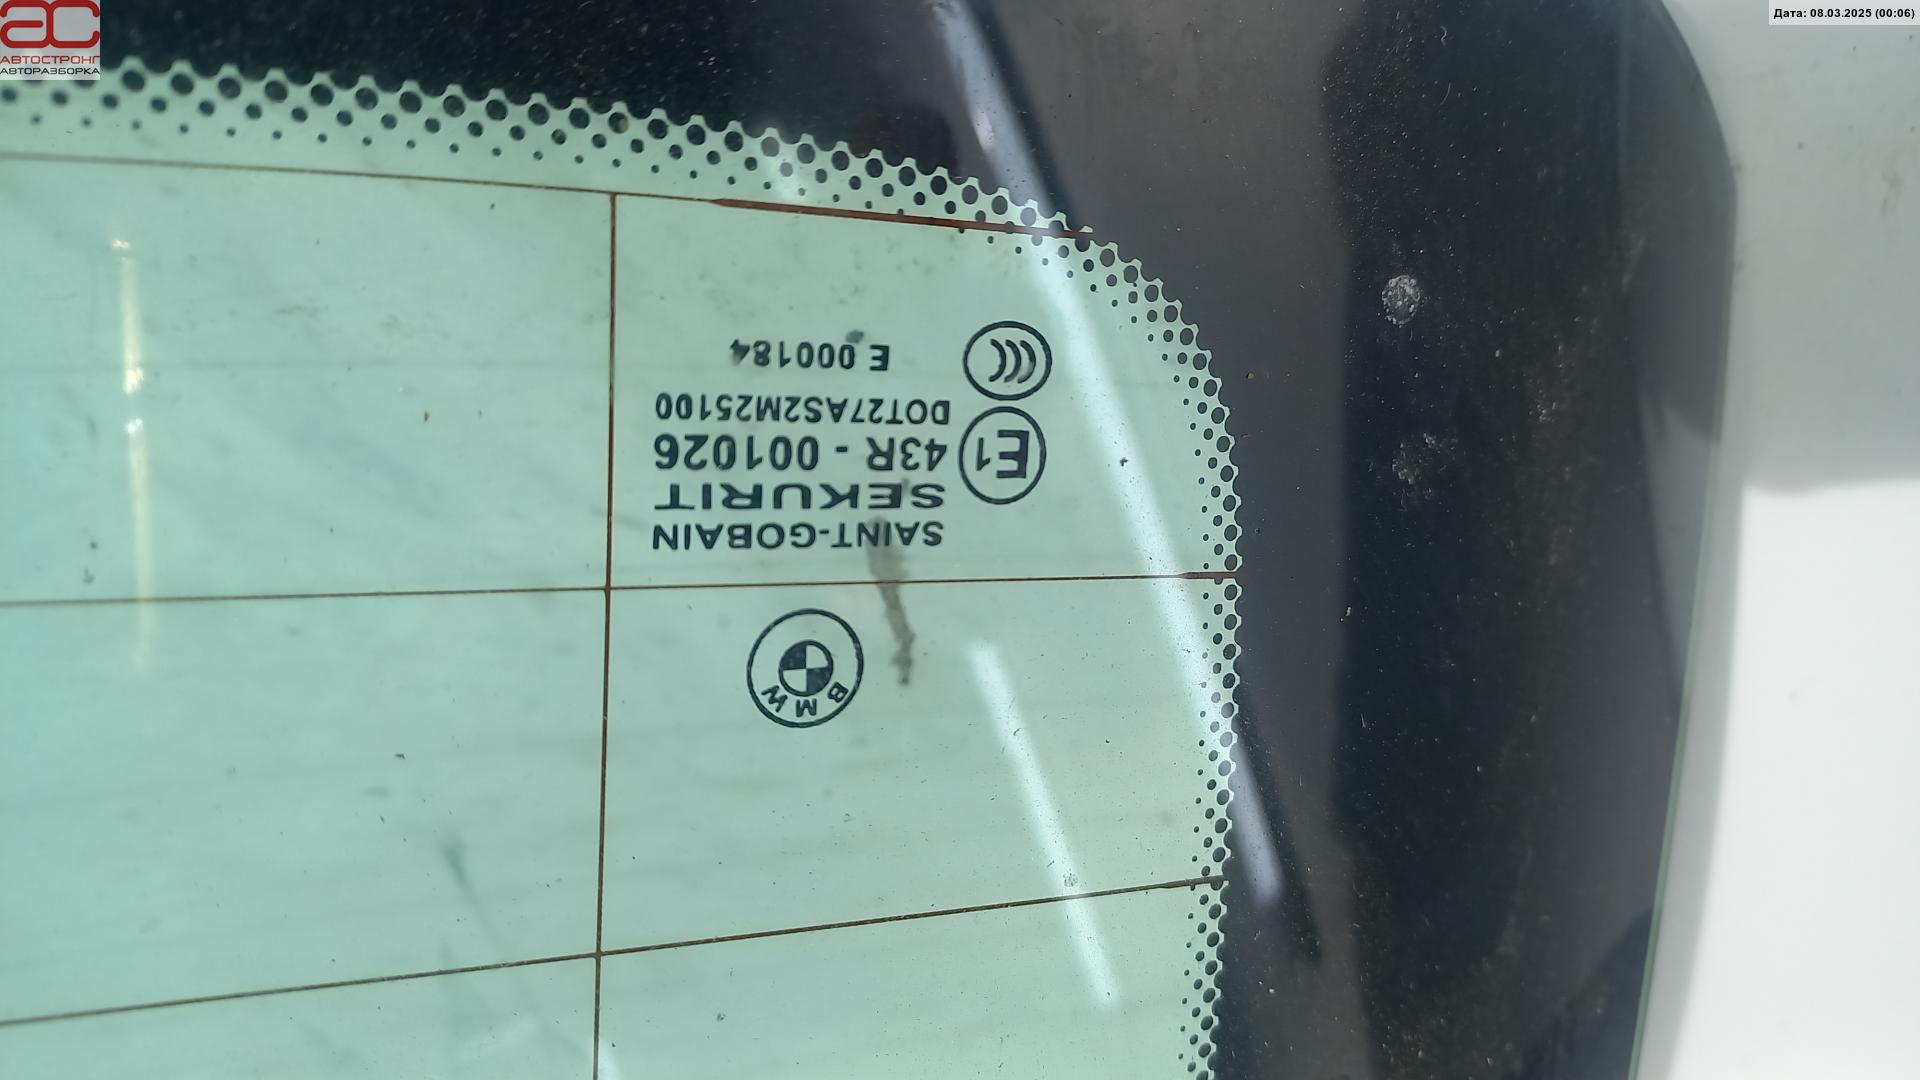 АС
АВТОСТРОНГ
АВТОРАЗБОРКА
Дата: 08.03.2025 (00:06)
BMW
SAINT-GOBAIN
SEKURIT
E1 43R - 001026
DOT27AS2M25100
E 000184